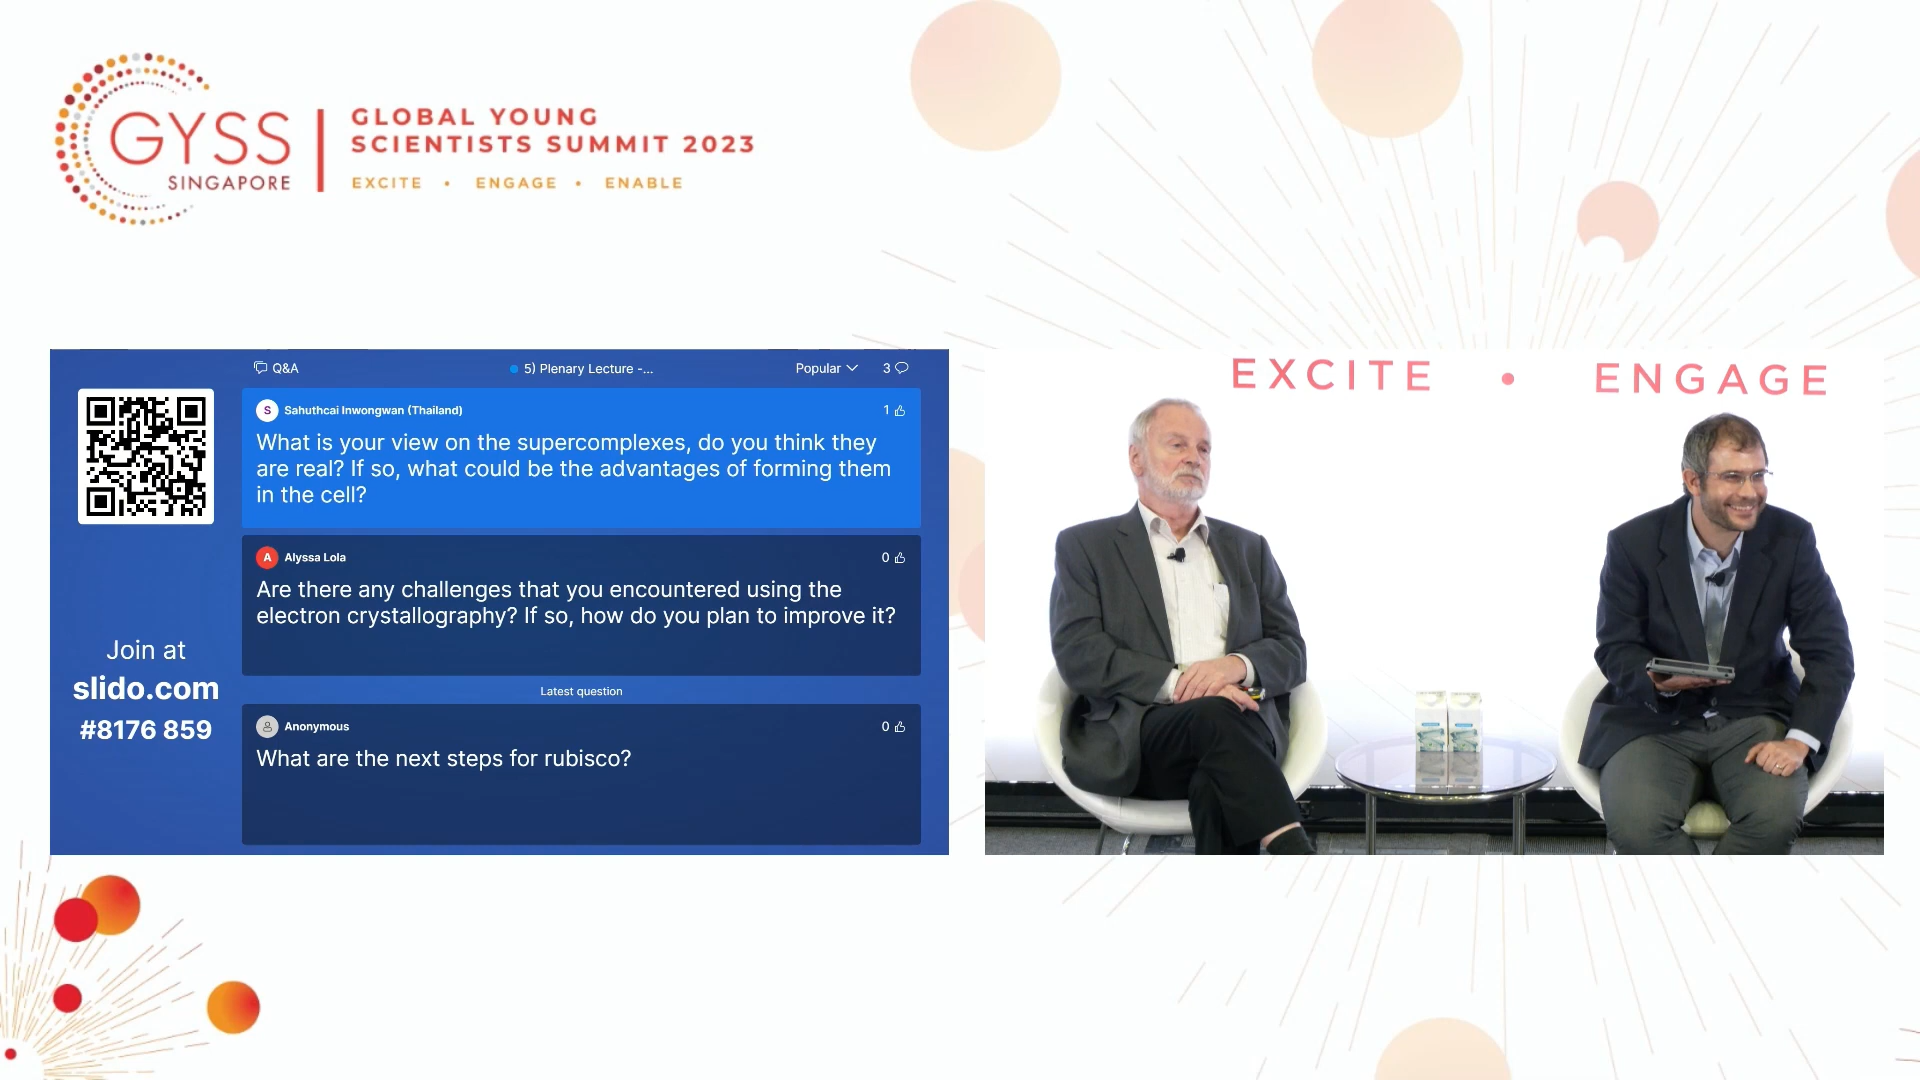 GYSS
SINGAPORE
GLOBAL YOUNG
SCIENTISTS SUMMIT 2023
EXCITE • ENGAGE • ENABLE
Q&A
5) Plenary Lecture -...
Popular
3
S
Sahuthcai Inwongwan (Thailand)
1
What is your view on the supercomplexes, do you think they
are real? If so, what could be the advantages of forming them
in the cell?
A
Alyssa Lola
0
Are there any challenges that you encountered using the
electron crystallography? If so, how do you plan to improve it?
Latest question
Anonymous
0
What are the next steps for rubisco?
Join at
slido.com
#8176 859
EXCITE • ENGAGE